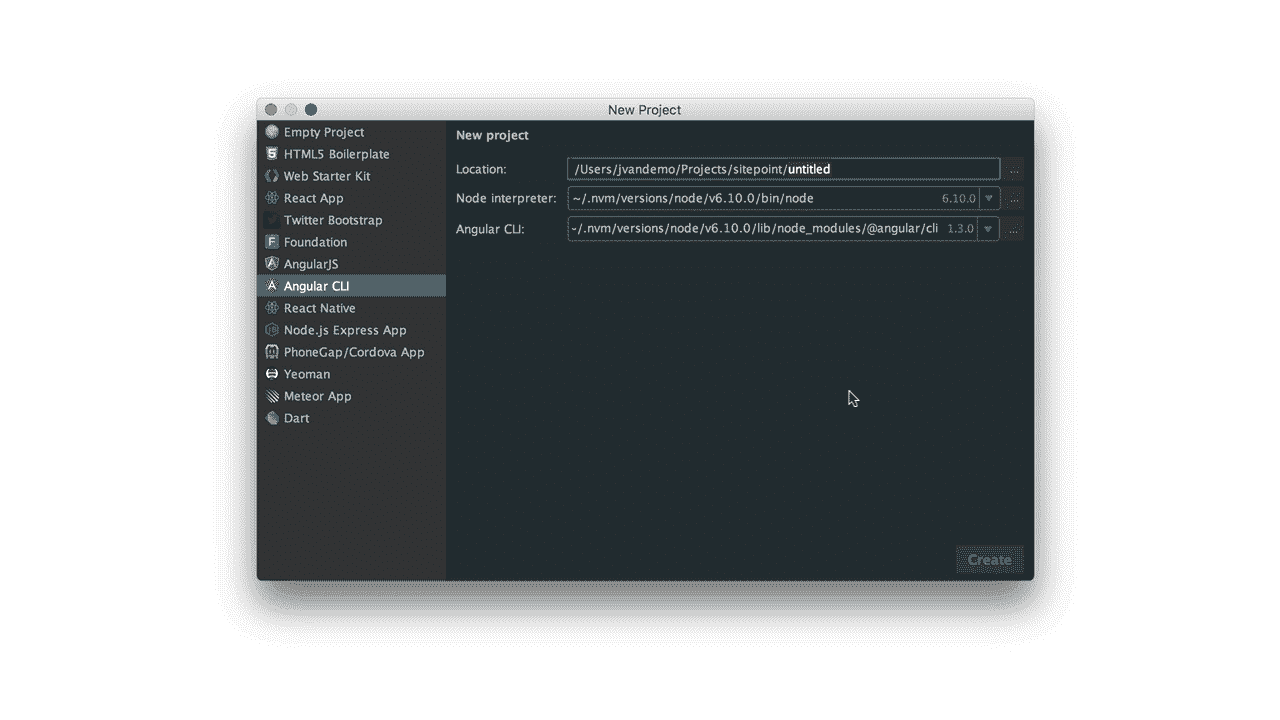 New Project
Empty Project
HTML5 Boilerplate
Web Starter Kit
React App
Twitter Bootstrap
Foundation
AngularJS
Angular CLI
React Native
Node.js Express App
PhoneGap/Cordova App
Yeoman
Meteor App
Dart
New project
Location: /Users/jvandemo/Projects/sitepoint/untitled ...
Node interpreter: ~/.nvm/versions/node/v6.10.0/bin/node 6.10.0 ...
Angular CLI: ~/.nvm/versions/node/v6.10.0/lib/node_modules/@angular/cli 1.3.0 ...
Create